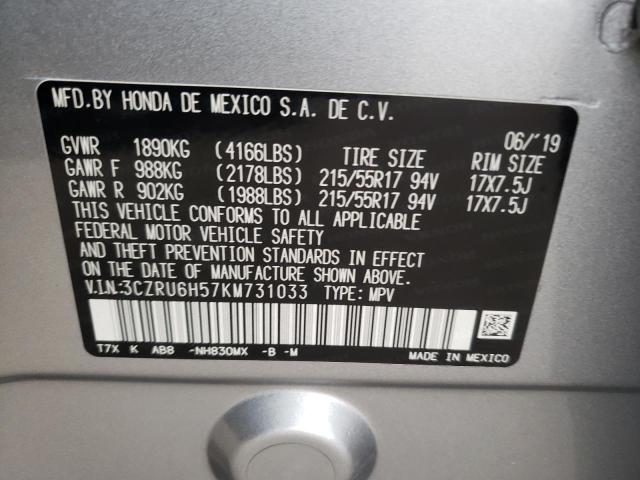 MFD.BY HONDA DE MEXICO S.A. DE C.V.
06/'19
GVWR 1890KG (4166LBS) TIRE SIZE RIM SIZE
GAWR F 988KG (2178LBS) 215/55R17 94V 17X7.5J
GAWR R 902KG (1988LBS) 215/55R17 94V 17X7.5J
THIS VEHICLE CONFORMS TO ALL APPLICABLE
FEDERAL MOTOR VEHICLE SAFETY
AND THEFT PREVENTION STANDARDS IN EFFECT
ON THE DATE OF MANUFACTURE SHOWN ABOVE.
V.I.N.:3CZRU6H57KM731033 TYPE: MPV
T7X K AB8 -NH830MX -B -M
MADE IN MEXICO